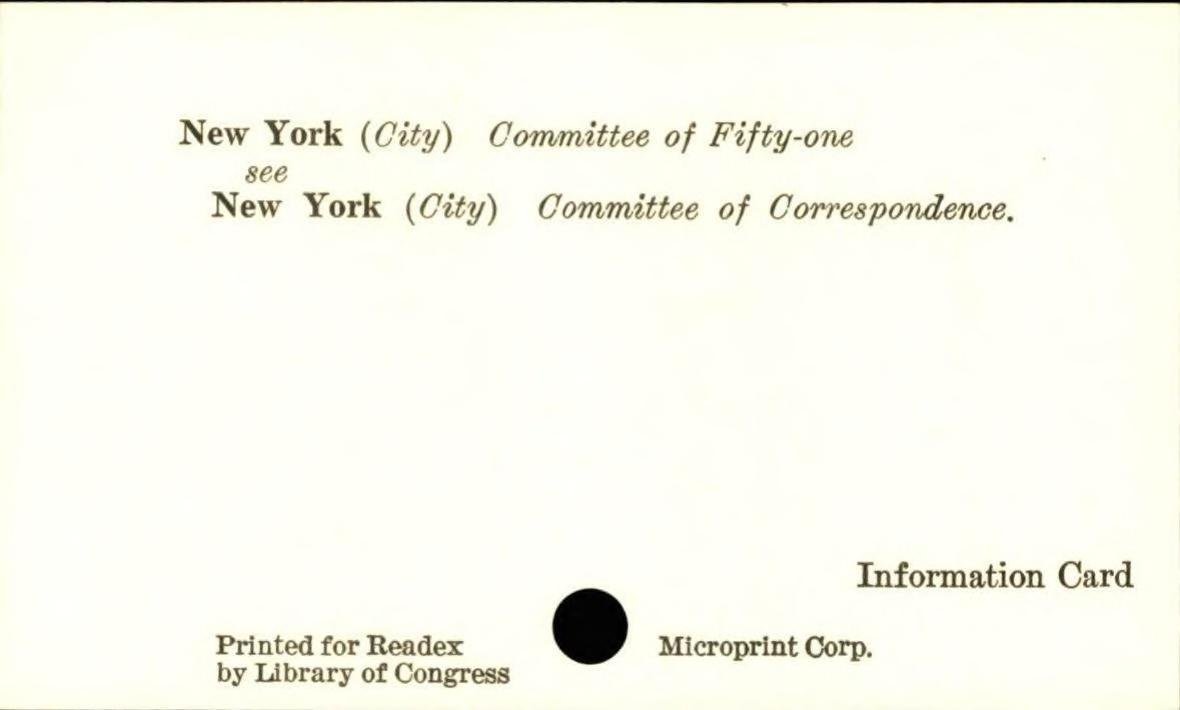 New York (City) Committee of Fifty-one
see
New York (City) Committee of Correspondence.
Information Card
Printed for Readex Microprint Corp.
by Library of Congress